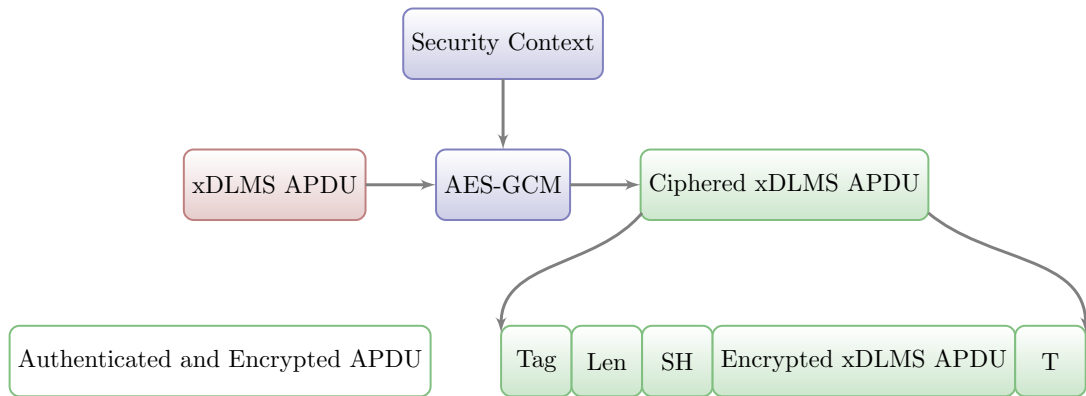 Security Context
xDLMS APDU
AES-GCM
Ciphered xDLMS APDU
Authenticated and Encrypted APDU
Tag
Len
SH
Encrypted xDLMS APDU
T